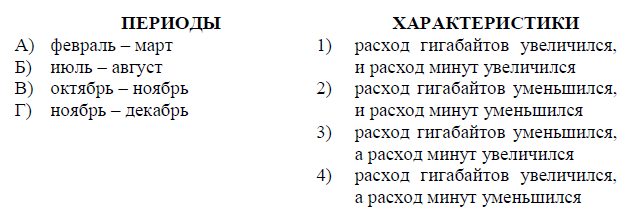 ПЕРИОДЫ
А) февраль – март
Б) июль – август
В) октябрь – ноябрь
Г) ноябрь – декабрь
ХАРАКТЕРИСТИКИ
1) расход гигабайтов увеличился,
и расход минут увеличился
2) расход гигабайтов уменьшился,
и расход минут уменьшился
3) расход гигабайтов уменьшился,
а расход минут увеличился
4) расход гигабайтов увеличился,
а расход минут уменьшился